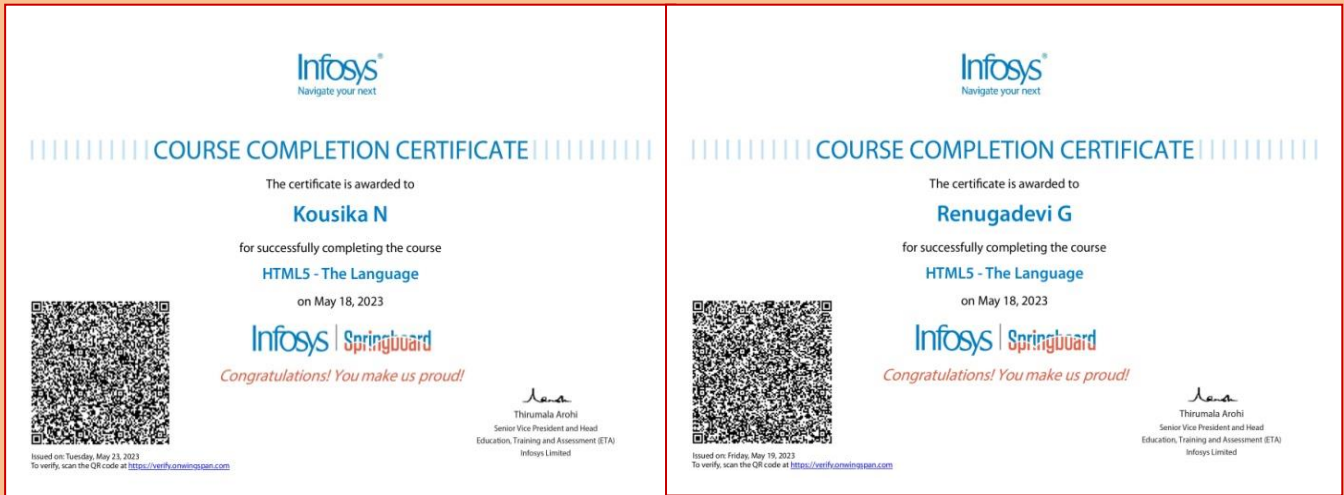 Infosys®
Navigate your next
COURSE COMPLETION CERTIFICATE
The certificate is awarded to
Kousika N
for successfully completing the course
HTML5 - The Language
on May 18, 2023
Infosys | Springboard
Congratulations! You make us proud!
Thirumala Arohi
Senior Vice President and Head
Education, Training and Assessment (ETA)
Infosys Limited
Issued on: Tuesday, May 23, 2023
To verify, scan the QR code at https://verify.onwingspan.com
Infosys®
Navigate your next
COURSE COMPLETION CERTIFICATE
The certificate is awarded to
Renugadevi G
for successfully completing the course
HTML5 - The Language
on May 18, 2023
Infosys | Springboard
Congratulations! You make us proud!
Thirumala Arohi
Senior Vice President and Head
Education, Training and Assessment (ETA)
Infosys Limited
Issued on: Friday, May 19, 2023
To verify, scan the QR code at https://verify.onwingspan.com